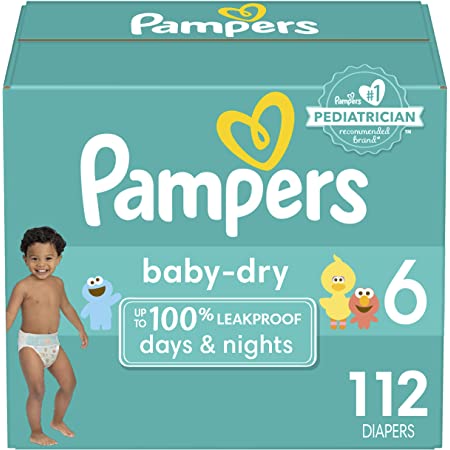 Pampers
Pampers #1
PEDIATRICIAN
recommended
brand*
Pampers
baby-dry
6
UP TO 100% LEAKPROOF
days & nights
112
DIAPERS